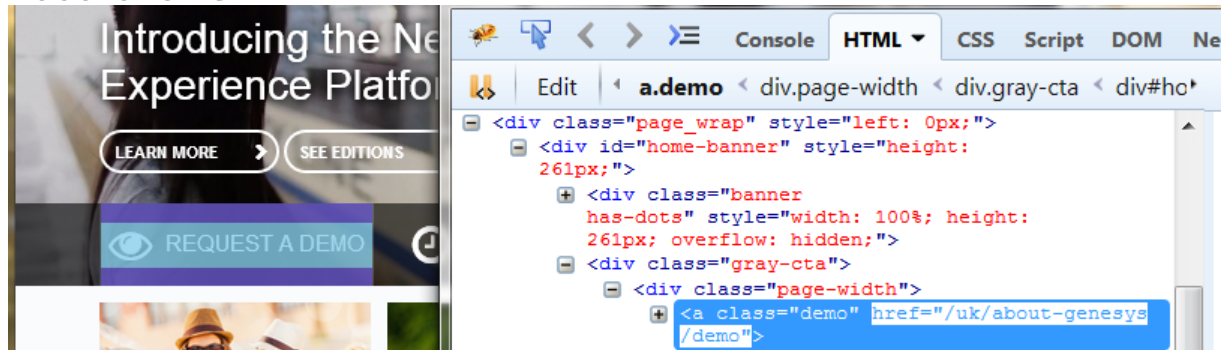 Introducing the Ne
Experience Platfo
LEARN MORE
SEE EDITIONS
REQUEST A DEMO
Console HTML CSS Script DOM Ne
Edit a.demo < div.page-width < div.gray-cta < div#ho
<div class="page_wrap" style="left: 0px;">
<div id="home-banner" style="height:
261px;">
<div class="banner
has-dots" style="width: 100%; height:
261px; overflow: hidden;">
<div class="gray-cta">
<div class="page-width">
<a class="demo" href="/uk/about-genesys
/demo">